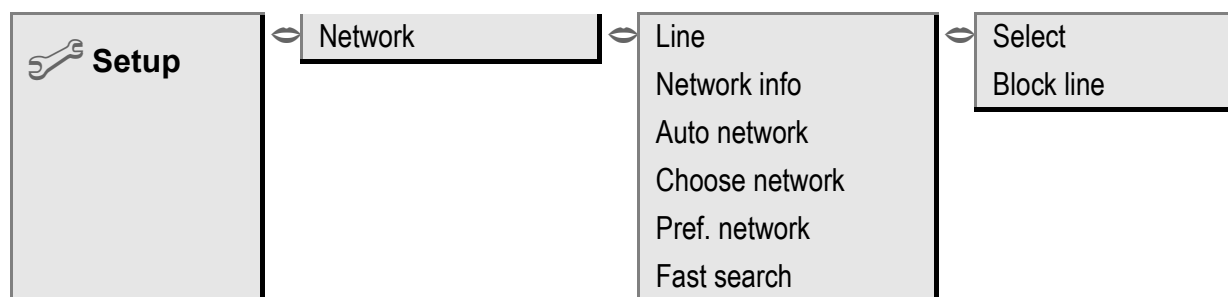 Setup
Network
Line
Network info
Auto network
Choose network
Pref. network
Fast search
Select
Block line